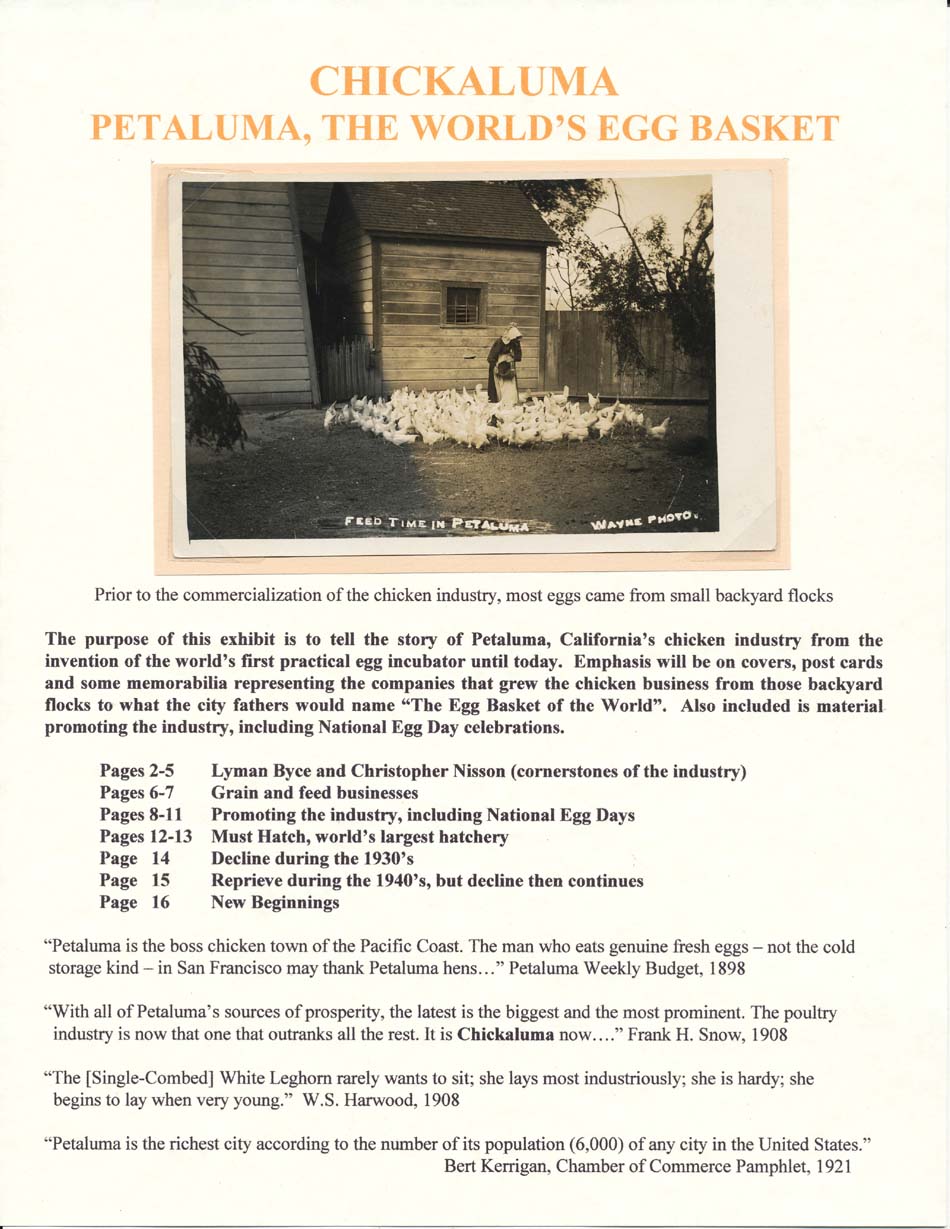 CHICKALUMA
PETALUMA, THE WORLD'S EGG BASKET
FEED TIME IN PETALUMA
WAYNE PHOTO.
Prior to the commercialization of the chicken industry, most eggs came from small backyard flocks
The purpose of this exhibit is to tell the story of Petaluma, California's chicken industry from the
invention of the world's first practical egg incubator until today. Emphasis will be on covers, post cards
and some memorabilia representing the companies that grew the chicken business from those backyard
flocks to what the city fathers would name "The Egg Basket of the World". Also included is material
promoting the industry, including National Egg Day celebrations.
Pages 2-5 Lyman Byce and Christopher Nisson (cornerstones of the industry)
Pages 6-7 Grain and feed businesses
Pages 8-11 Promoting the industry, including National Egg Days
Pages 12-13 Must Hatch, world's largest hatchery
Page 14 Decline during the 1930's
Page 15 Reprieve during the 1940's, but decline then continues
Page 16 New Beginnings
"Petaluma is the boss chicken town of the Pacific Coast. The man who eats genuine fresh eggs – not the cold
storage kind – in San Francisco may thank Petaluma hens…" Petaluma Weekly Budget, 1898
"With all of Petaluma's sources of prosperity, the latest is the biggest and the most prominent. The poultry
industry is now that one that outranks all the rest. It is Chickaluma now…." Frank H. Snow, 1908
"The [Single-Combed] White Leghorn rarely wants to sit; she lays most industriously; she is hardy; she
begins to lay when very young." W.S. Harwood, 1908
"Petaluma is the richest city according to the number of its population (6,000) of any city in the United States."
Bert Kerrigan, Chamber of Commerce Pamphlet, 1921